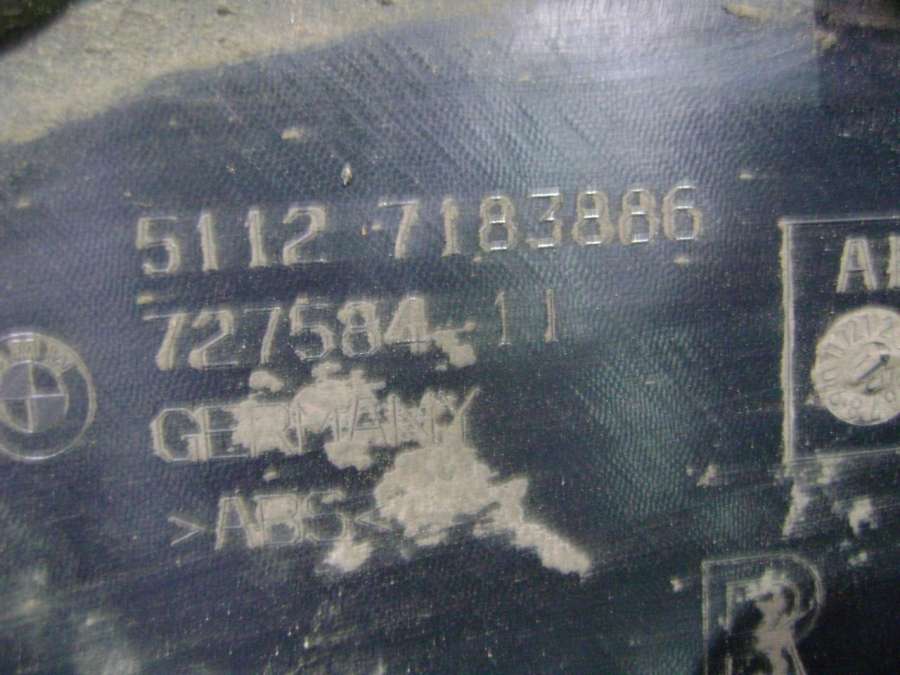 5112 7183886
727584 11
GERMANY
>ABS<
R